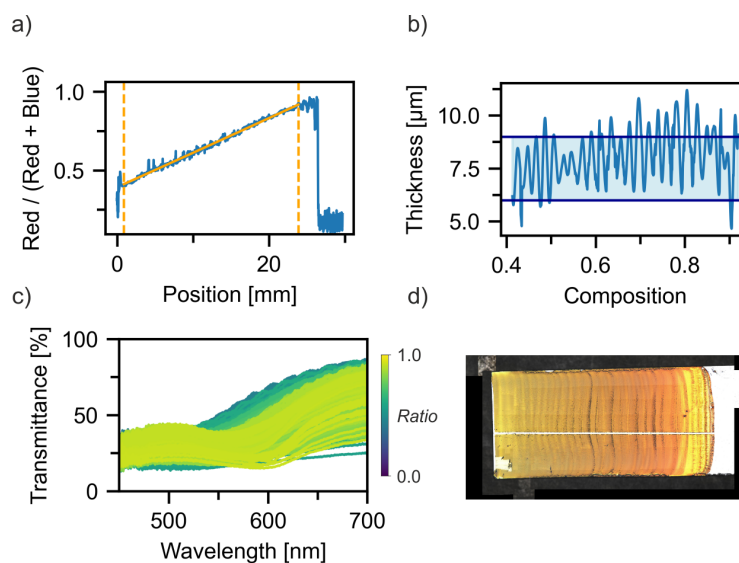 a)
Red / (Red + Blue)
1.0
0.5
0
20
Position [mm]
b)
Thickness [µm]
10.0
7.5
5.0
0.4
0.6
0.8
Composition
c)
Transmittance [%]
100
50
0
500
600
700
Wavelength [nm]
1.0
Ratio
0.0
d)